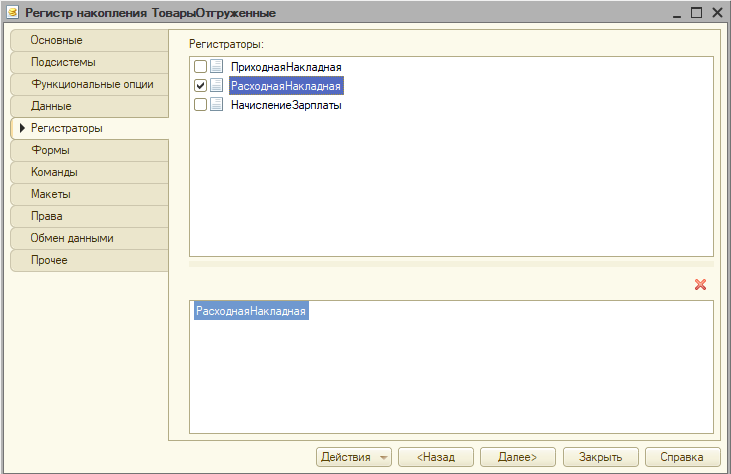 Регистр накопления ТоварыОтгруженные
Основные
Подсистемы
Функциональные опции
Данные
Регистраторы
Формы
Команды
Макеты
Права
Обмен данными
Прочее
Регистраторы:
ПриходнаяНакладная
РасходнаяНакладная
НачислениеЗарплаты
РасходнаяНакладная
Действия
<Назад
Далее>
Закрыть
Справка